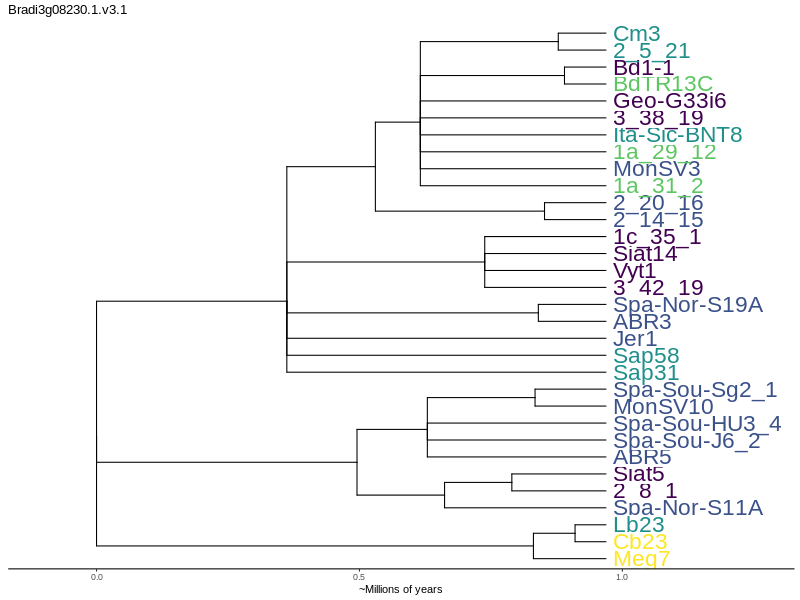 Bradi3g08230.1.v3.1
Cm3
2_5_21
Bd1-1
BdTR13C
Geo-G33i6
3_38_19
Ita-Sic-BNT8
1a_29_12
MonSV3
1a_31_2
2_20_16
2_14_15
1c_35_1
Siat14
Vyt1
3_42_19
Spa-Nor-S19A
ABR3
Jer1
Sap58
Sap31
Spa-Sou-Sg2_1
MonSV10
Spa-Sou-HU3_4
Spa-Sou-J6_2
ABR5
Siat5
2_8_1
Spa-Nor-S11A
Lb23
Cb23
Meq7
0.0 0.5 1.0
~Millions of years